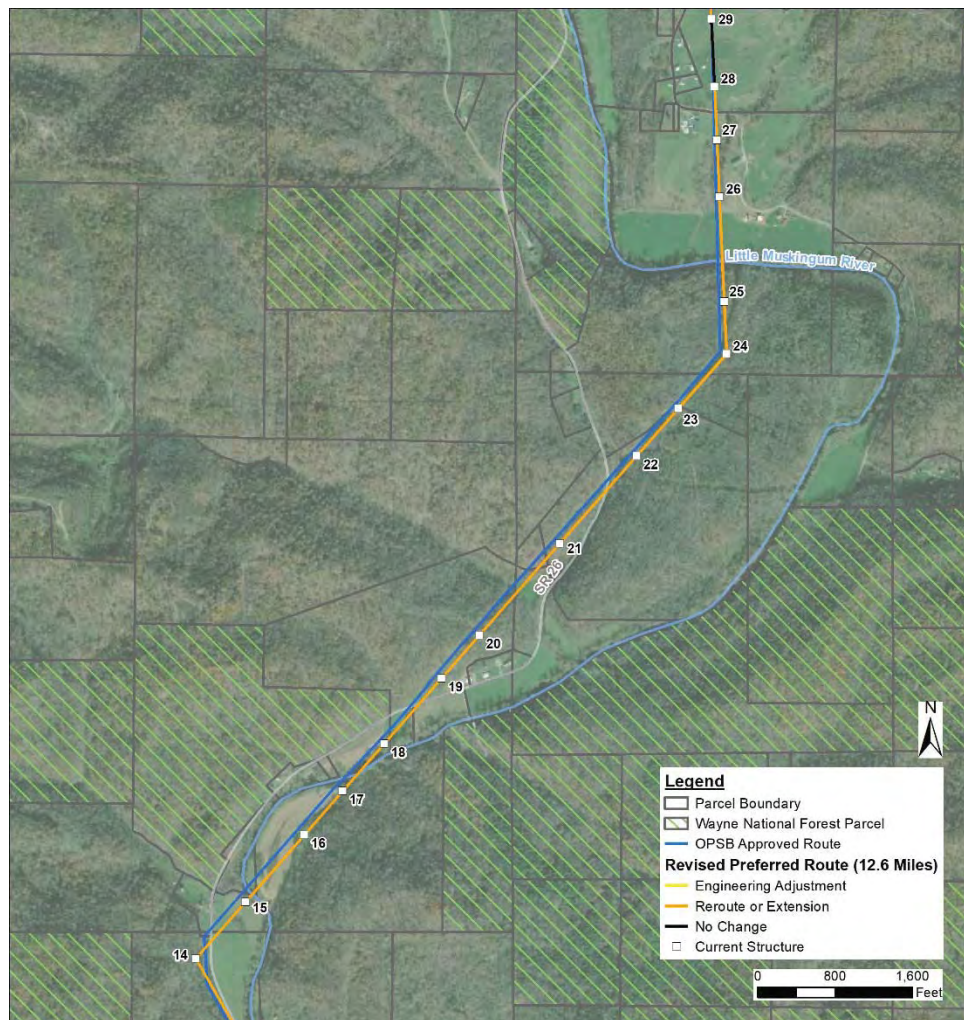 29
28
27
26
Little Muskingum River
25
24
23
22
21
SR 26
20
19
18
17
16
15
14
N
Legend
Parcel Boundary
Wayne National Forest Parcel
OPSB Approved Route
Revised Preferred Route (12.6 Miles)
Engineering Adjustment
Reroute or Extension
No Change
Current Structure
0 800 1,600
Feet